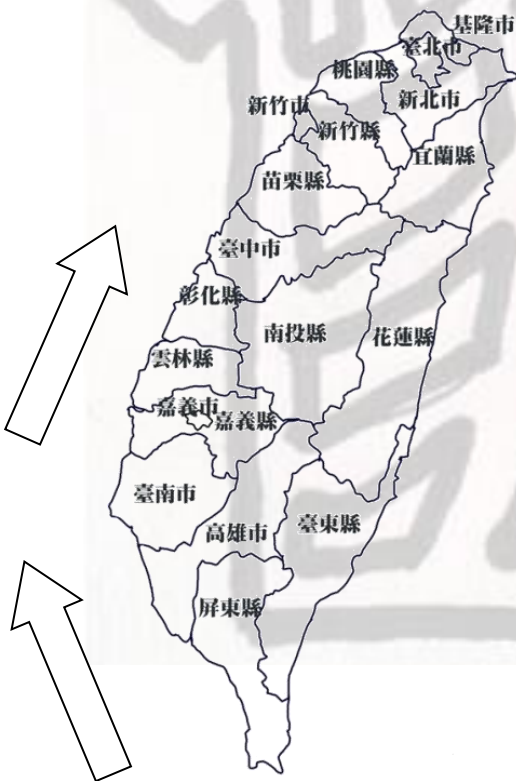 基隆市
臺北市
桃園縣
新北市
新竹市
新竹縣
宜蘭縣
苗栗縣
臺中市
彰化縣
南投縣
花蓮縣
雲林縣
嘉義市
嘉義縣
臺南市
高雄市
臺東縣
屏東縣